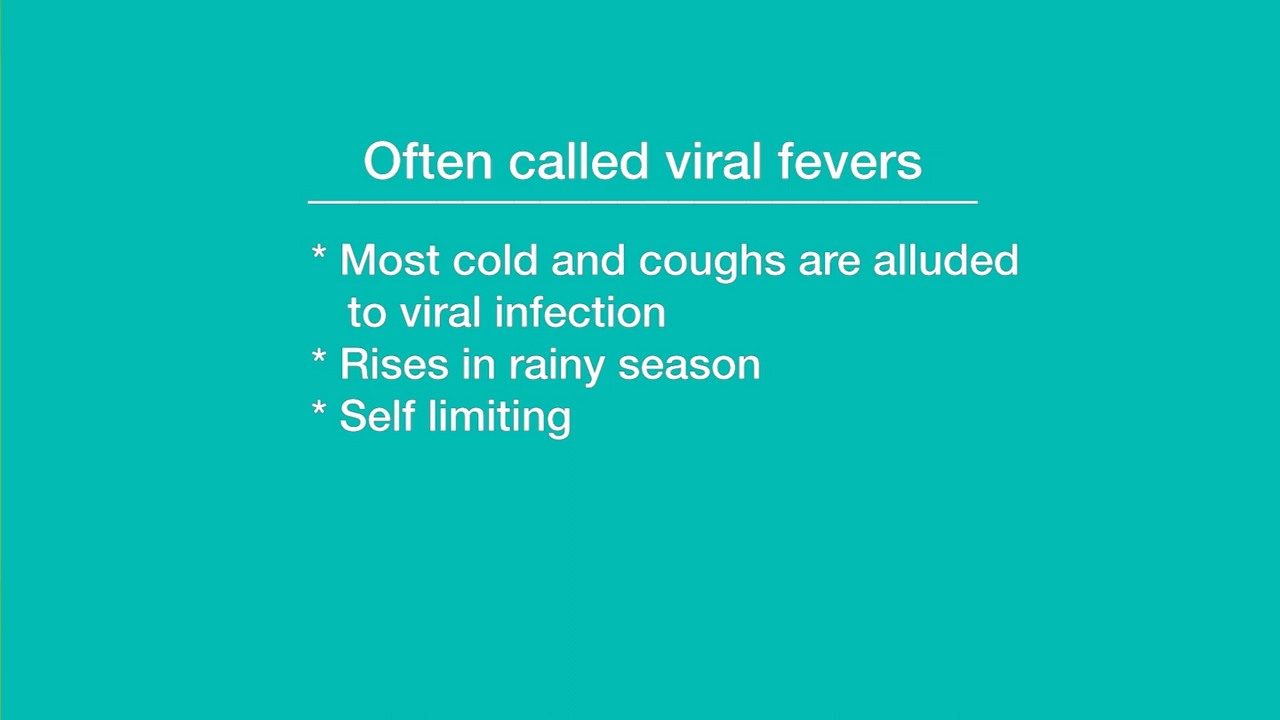 Often called viral fevers
* Most cold and coughs are alluded
to viral infection
* Rises in rainy season
* Self limiting